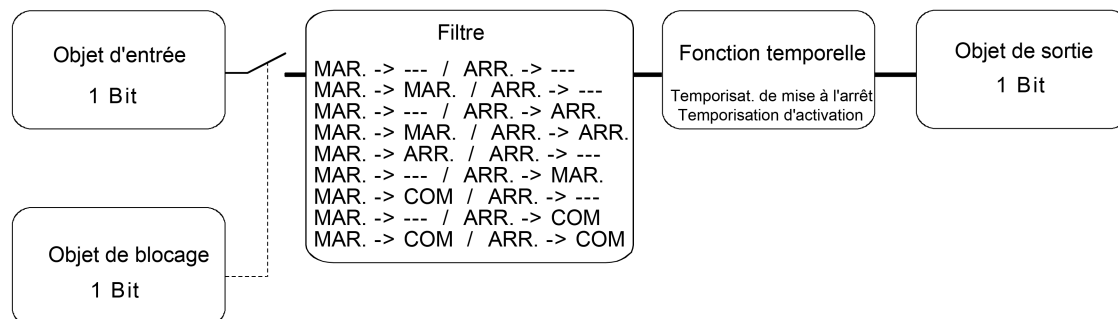 Objet d'entrée
1 Bit
Objet de blocage
1 Bit
Filtre
MAR. -> --- / ARR. -> ---
MAR. -> MAR. / ARR. -> ---
MAR. -> --- / ARR. -> ARR.
MAR. -> MAR. / ARR. -> ARR.
MAR. -> ARR. / ARR. -> ---
MAR. -> --- / ARR. -> MAR.
MAR. -> COM / ARR. -> ---
MAR. -> --- / ARR. -> COM
MAR. -> COM / ARR. -> COM
Fonction temporelle
Temporisat. de mise à l'arrêt
Temporisation d'activation
Objet de sortie
1 Bit